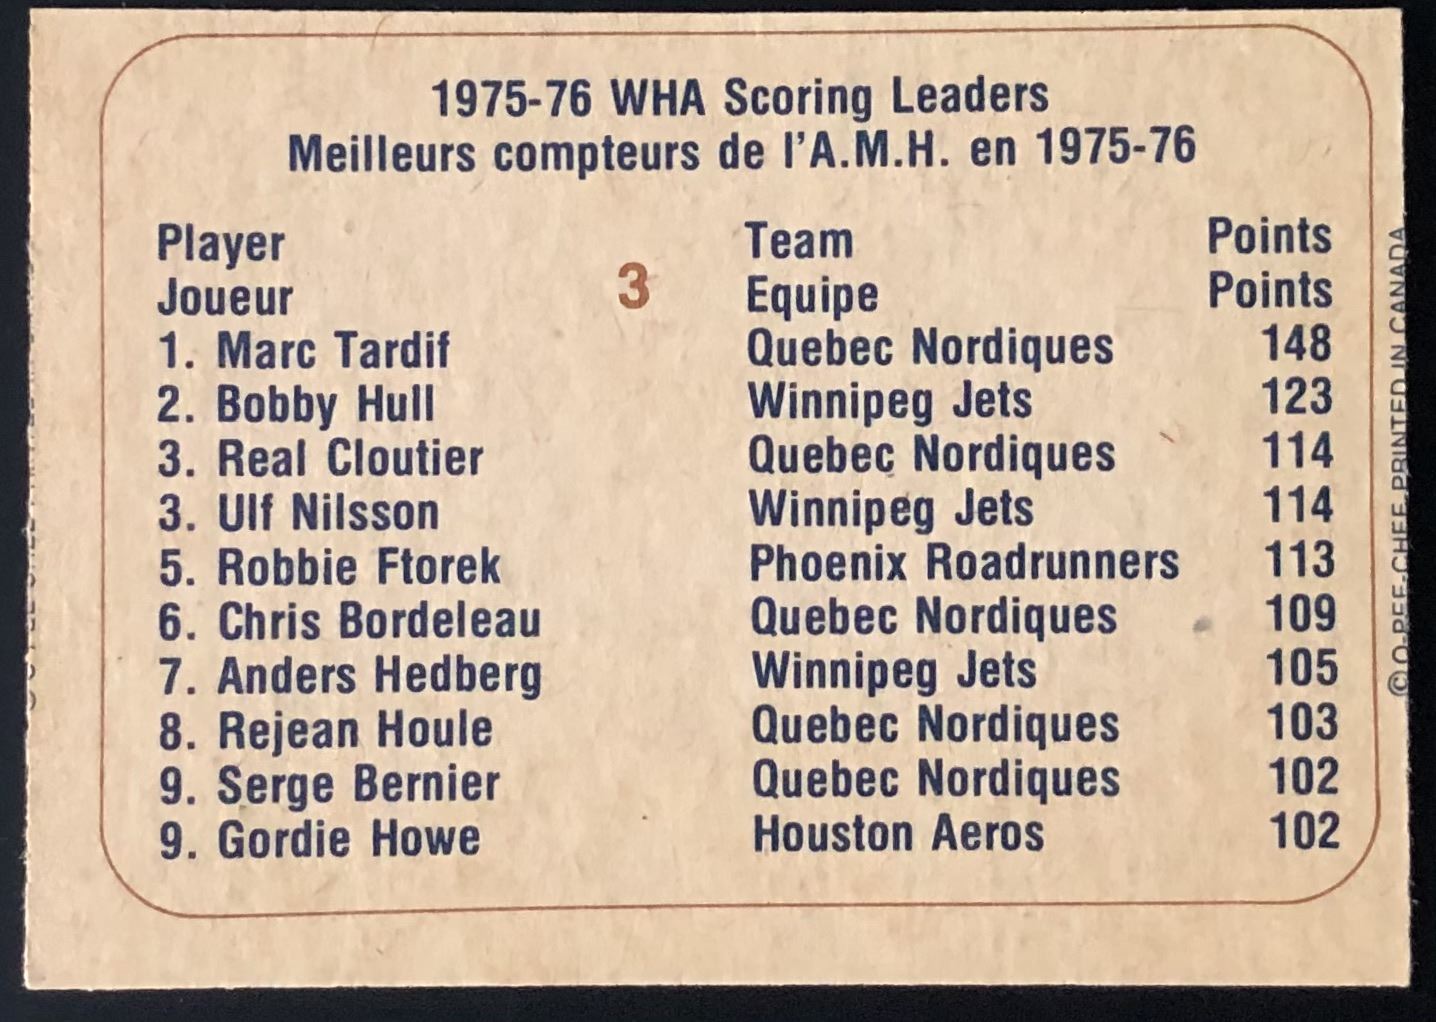 1975-76 WHA Scoring Leaders
Meilleurs compteurs de l'A.M.H. en 1975-76
Player Team Points
Joueur 3 Equipe Points
1. Marc Tardif Quebec Nordiques 148
2. Bobby Hull Winnipeg Jets 123
3. Real Cloutier Quebec Nordiques 114
3. Ulf Nilsson Winnipeg Jets 114
5. Robbie Ftorek Phoenix Roadrunners 113
6. Chris Bordeleau Quebec Nordiques 109
7. Anders Hedberg Winnipeg Jets 105
8. Rejean Houle Quebec Nordiques 103
9. Serge Bernier Quebec Nordiques 102
9. Gordie Howe Houston Aeros 102
© O-PEE-CHEE PRINTED IN CANADA